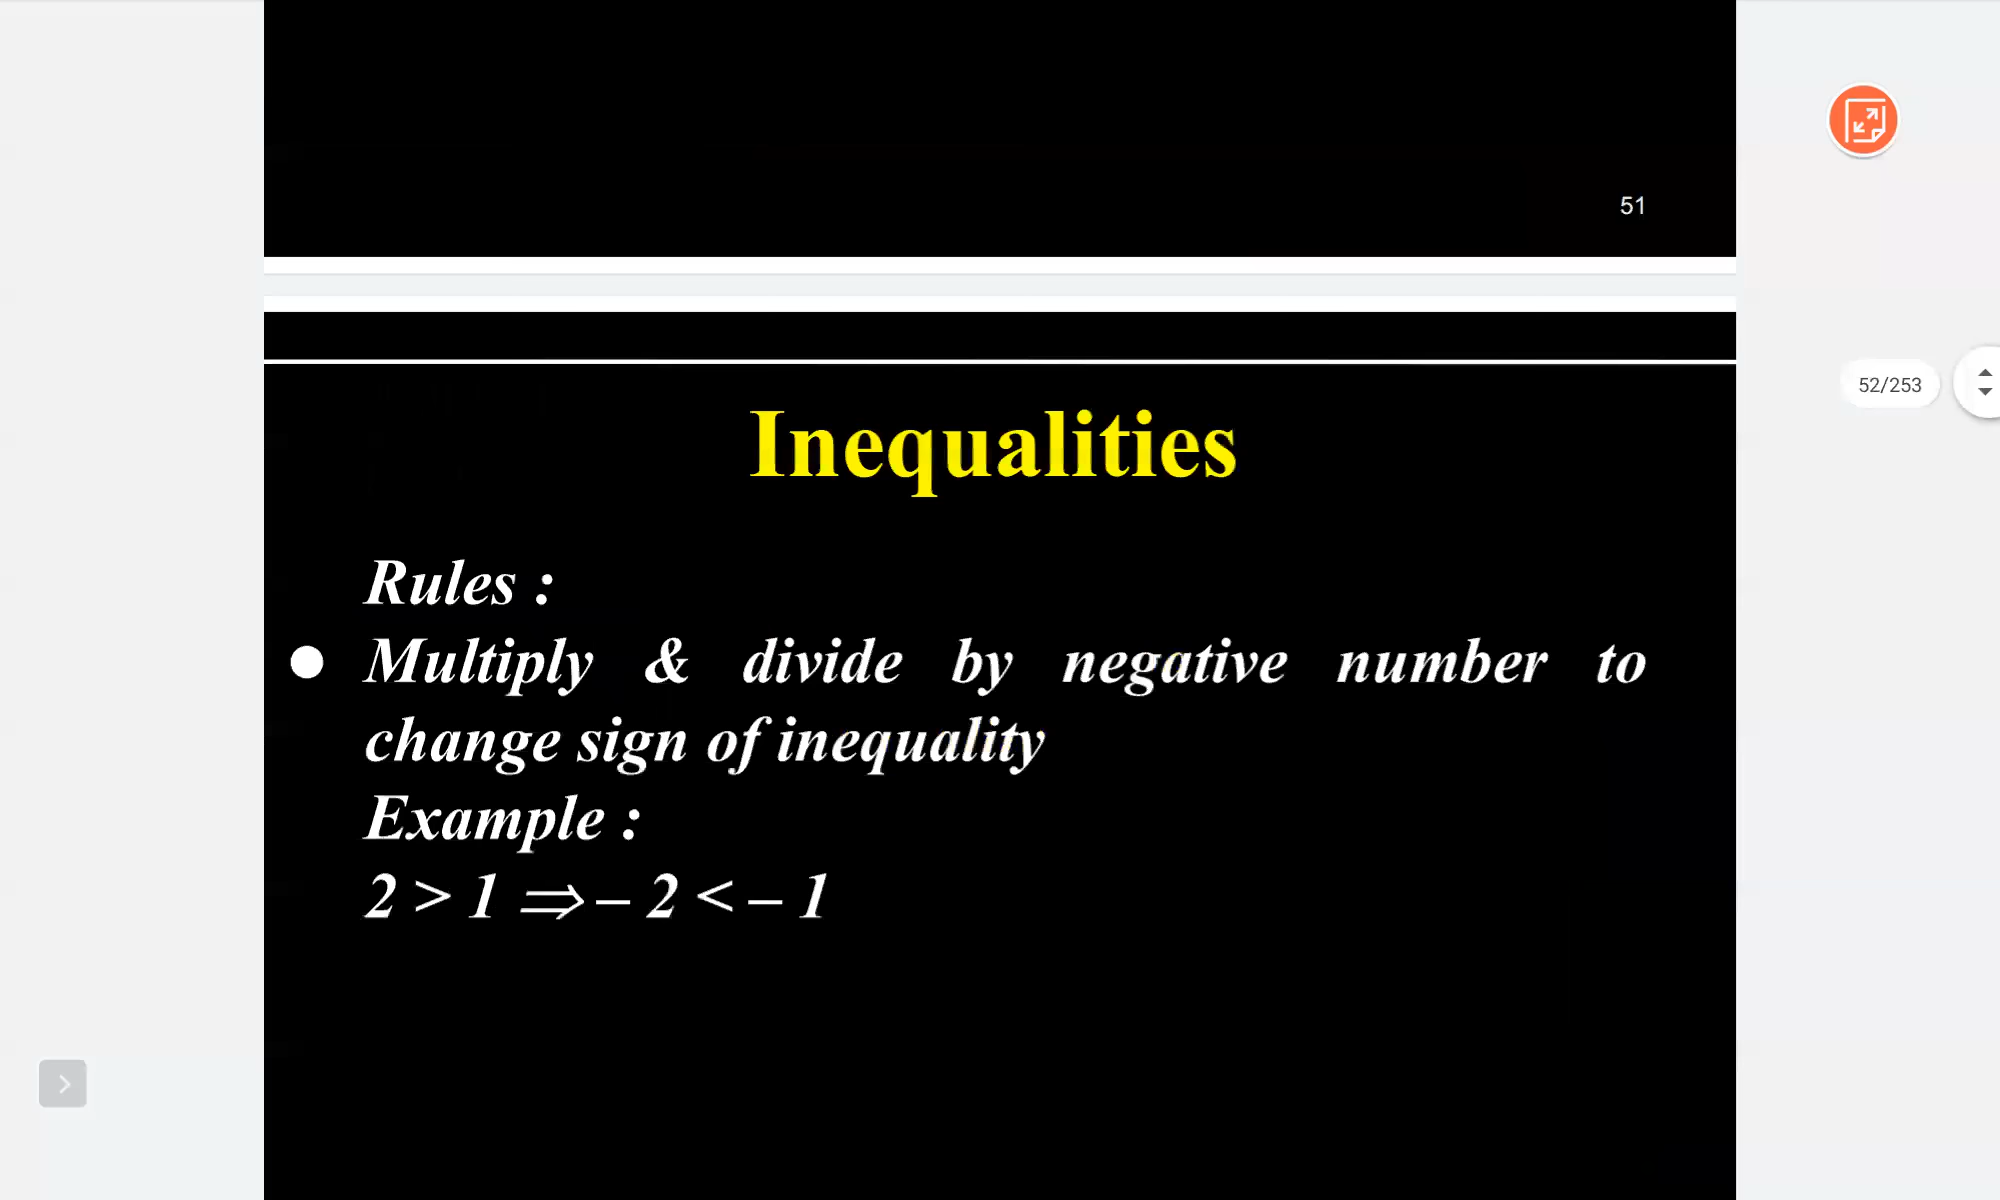 51
52/253
Inequalities
Rules :
● Multiply & divide by negative number to
change sign of inequality
Example :
2 > 1 ⇒ – 2 < – 1